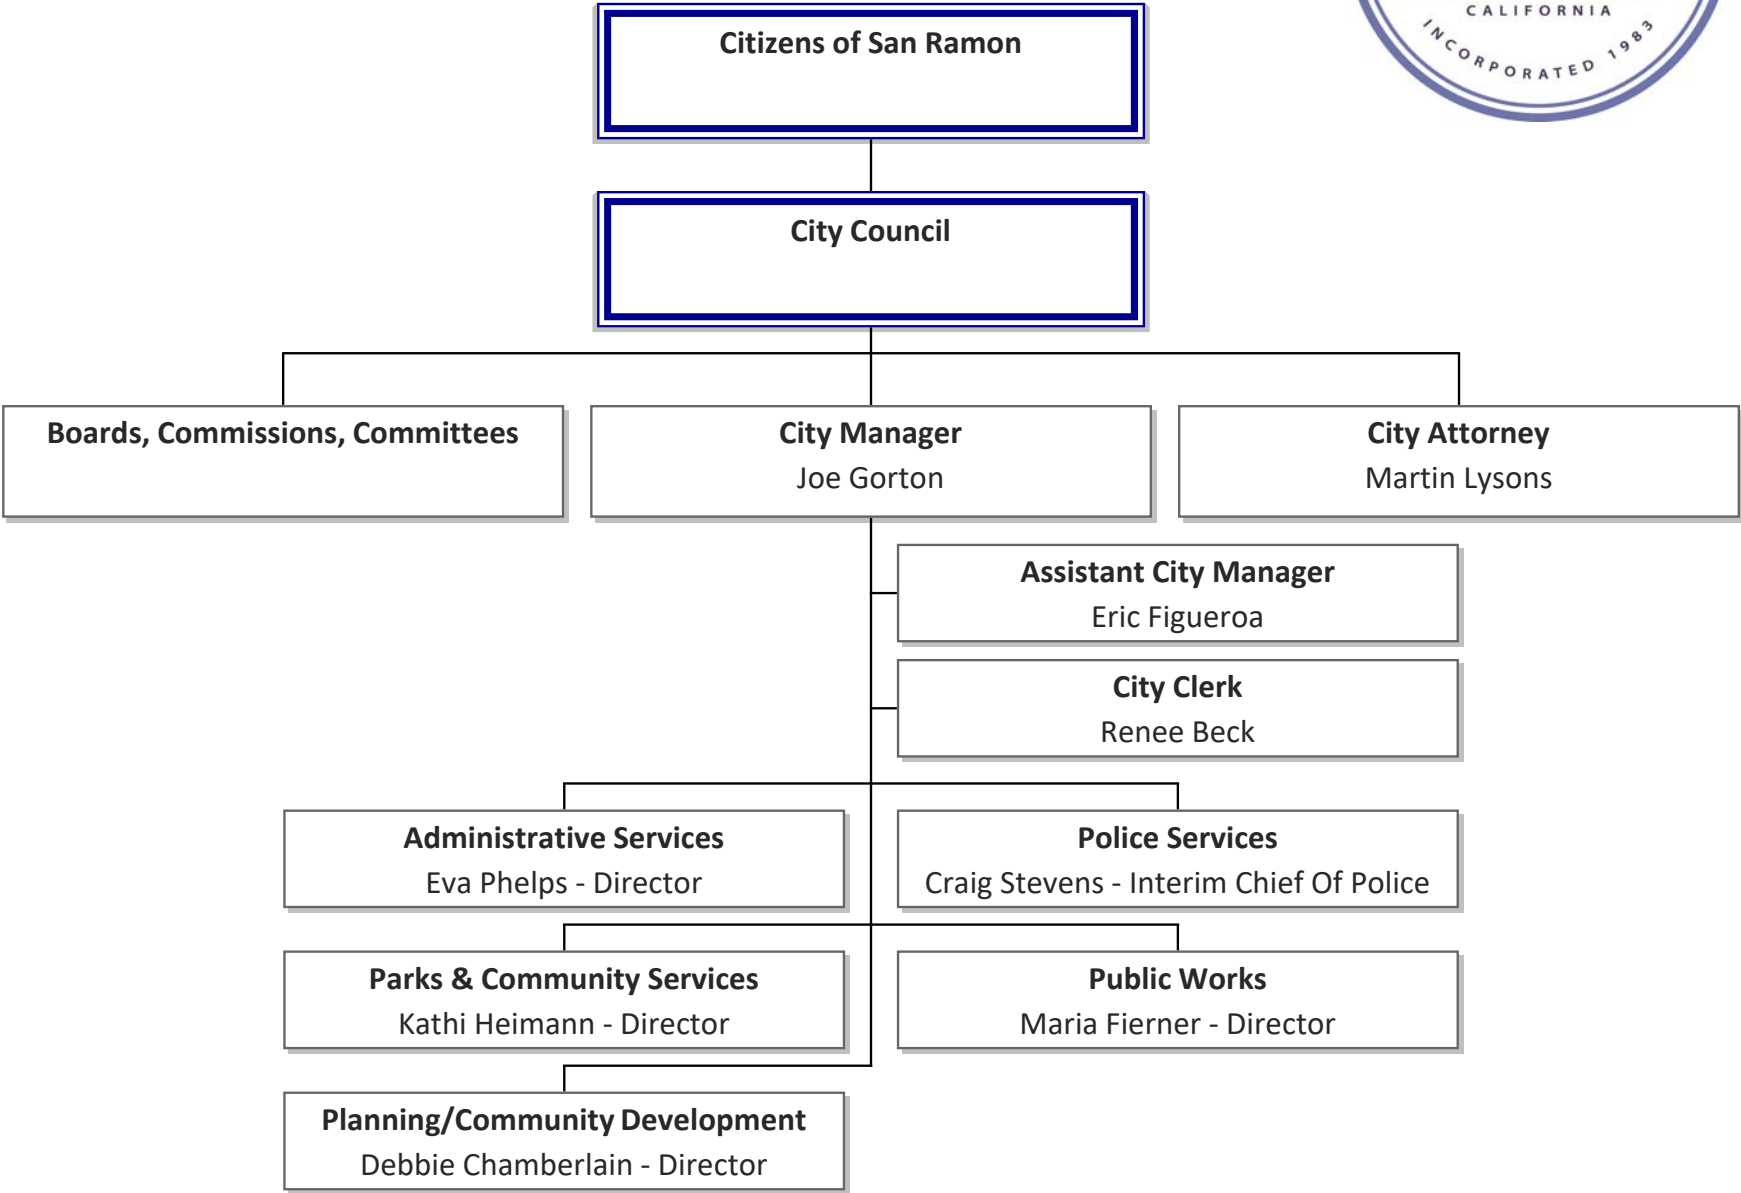 CALIFORNIA
INCORPORATED 1983
Citizens of San Ramon
City Council
Boards, Commissions, Committees
City Manager
Joe Gorton
City Attorney
Martin Lysons
Assistant City Manager
Eric Figueroa
City Clerk
Renee Beck
Administrative Services
Eva Phelps - Director
Police Services
Craig Stevens - Interim Chief Of Police
Parks & Community Services
Kathi Heimann - Director
Public Works
Maria Fierner - Director
Planning/Community Development
Debbie Chamberlain - Director